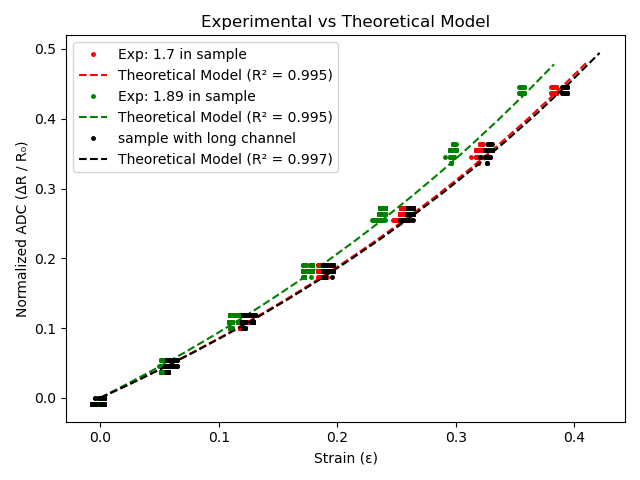 Experimental vs Theoretical Model
Exp: 1.7 in sample
Theoretical Model (R² = 0.995)
Exp: 1.89 in sample
Theoretical Model (R² = 0.995)
sample with long channel
Theoretical Model (R² = 0.997)
Normalized ADC (ΔR / R₀)
0.5
0.4
0.3
0.2
0.1
0.0
0.0 0.1 0.2 0.3 0.4
Strain (ε)